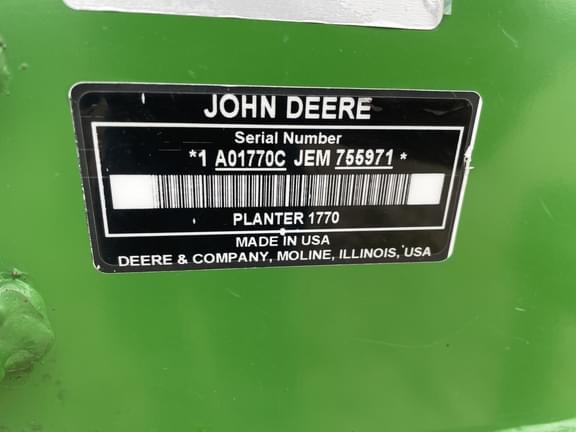 JOHN DEERE
Serial Number
*1 A01770C JEM 755971*
PLANTER 1770
MADE IN USA
DEERE & COMPANY, MOLINE, ILLINOIS, USA